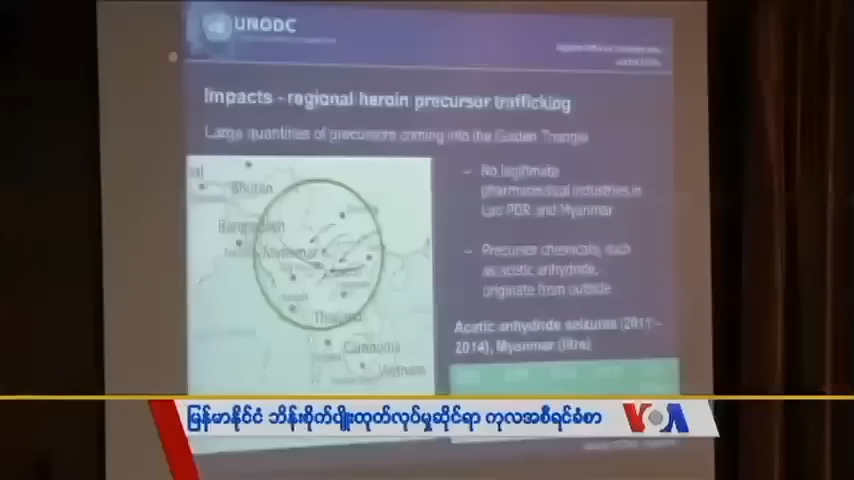 UNODC
Impacts - regional heroin precursor trafficking
Large quantities of precursors coming into the Golden Triangle
Bhutan
Bangladesh
Myanmar
Thailand
Cambodia
Vietnam
– No legitimate
pharmaceutical industries in
Lao PDR and Myanmar
– Precursor chemicals, such
as acetic anhydride,
originate from outside
Acetic anhydride seizures (2011 –
2014), Myanmar (litre)
မြန်မာနိုင်ငံ ဘိန်းစိုက်ပျိုးထုတ်လုပ်မှုဆိုင်ရာ ကုလအစီရင်ခံစာ
VOA